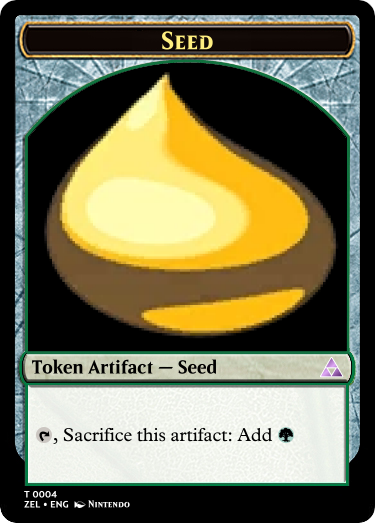 Seed
Token Artifact — Seed
, Sacrifice this artifact: Add
T 0004
ZEL • ENG Nintendo